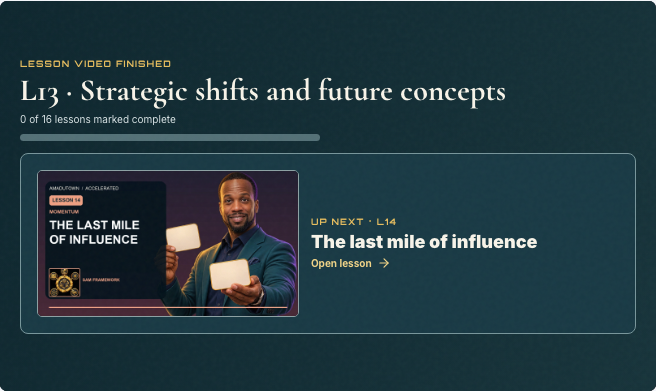 LESSON VIDEO FINISHED
L13 · Strategic shifts and future concepts
0 of 16 lessons marked complete
AMADUTOWN | ACCELERATED
LESSON 14
MOMENTUM
THE LAST MILE
OF INFLUENCE
SAM FRAMEWORK
UP NEXT · L14
The last mile of influence
Open lesson →